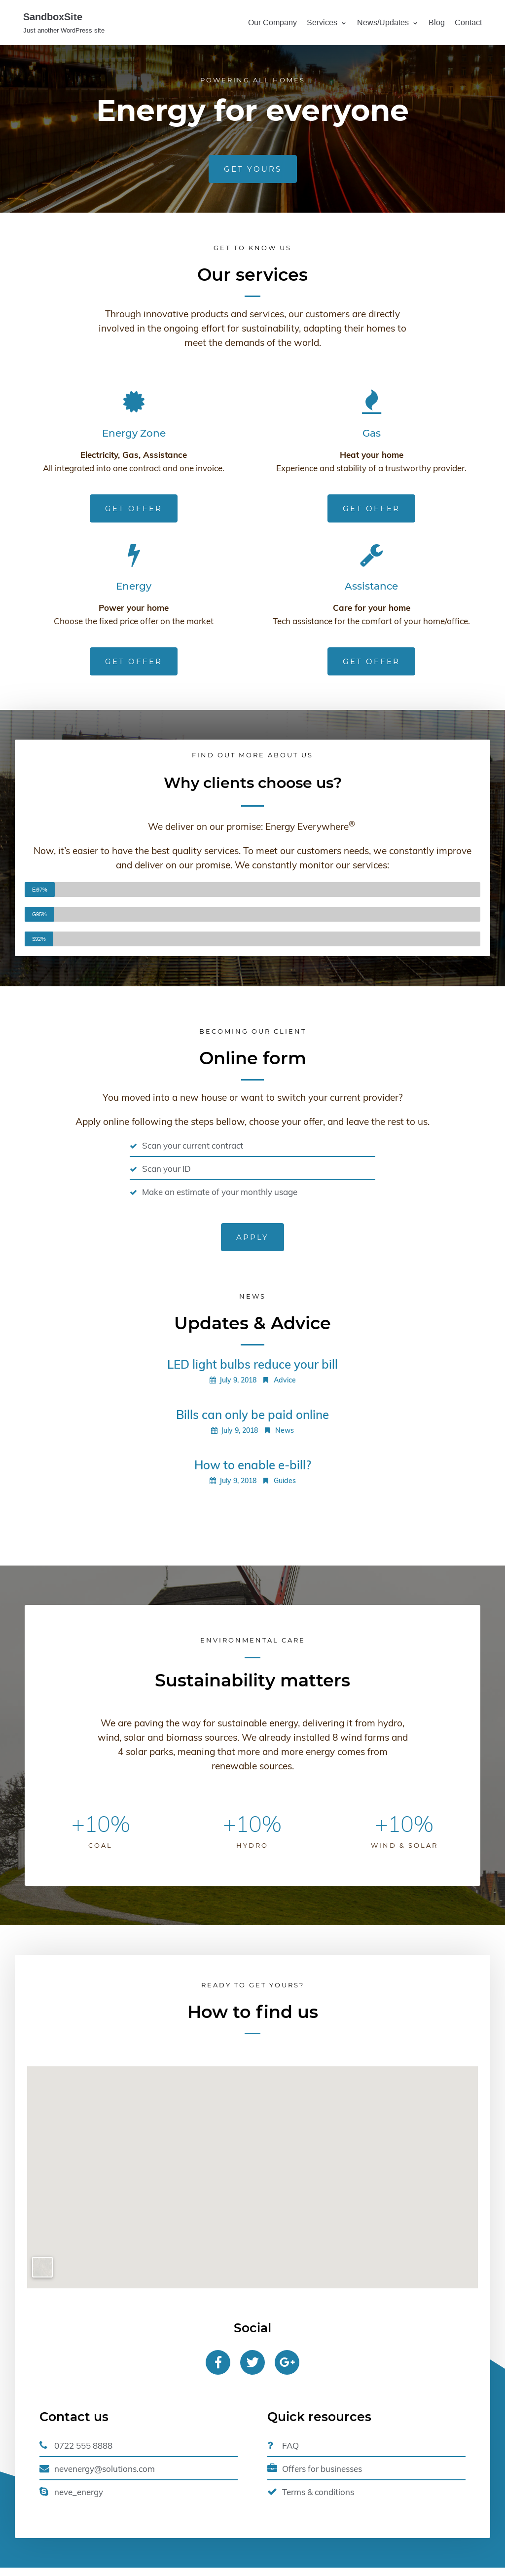 SandboxSite
Just another WordPress site
Our Company Services News/Updates Blog Contact
POWERING ALL HOMES
Energy for everyone
GET YOURS
GET TO KNOW US
Our services
Through innovative products and services, our customers are directly
involved in the ongoing effort for sustainability, adapting their homes to
meet the demands of the world.
Energy Zone
Electricity, Gas, Assistance
All integrated into one contract and one invoice.
GET OFFER
Gas
Heat your home
Experience and stability of a trustworthy provider.
GET OFFER
Energy
Power your home
Choose the fixed price offer on the market
GET OFFER
Assistance
Care for your home
Tech assistance for the comfort of your home/office.
GET OFFER
FIND OUT MORE ABOUT US
Why clients choose us?
We deliver on our promise: Energy Everywhere®
Now, it's easier to have the best quality services. To meet our customers needs, we constantly improve
and deliver on our promise. We constantly monitor our services:
G95%
BECOMING OUR CLIENT
Online form
You moved into a new house or want to switch your current provider?
Apply online following the steps bellow, choose your offer, and leave the rest to us.
Scan your current contract
Scan your ID
Make an estimate of your monthly usage
APPLY
NEWS
Updates & Advice
LED light bulbs reduce your bill
July 9, 2018 Advice
Bills can only be paid online
July 9, 2018 News
How to enable e-bill?
July 9, 2018 Guides
ENVIRONMENTAL CARE
Sustainability matters
We are paving the way for sustainable energy, delivering it from hydro,
wind, solar and biomass sources. We already installed 8 wind farms and
4 solar parks, meaning that more and more energy comes from
renewable sources.
+10%
COAL
+10%
HYDRO
+10%
WIND & SOLAR
READY TO GET YOURS?
How to find us
Social
Contact us
0722 555 8888
nevenergy@solutions.com
neve_energy
Quick resources
FAQ
Offers for businesses
Terms & conditions